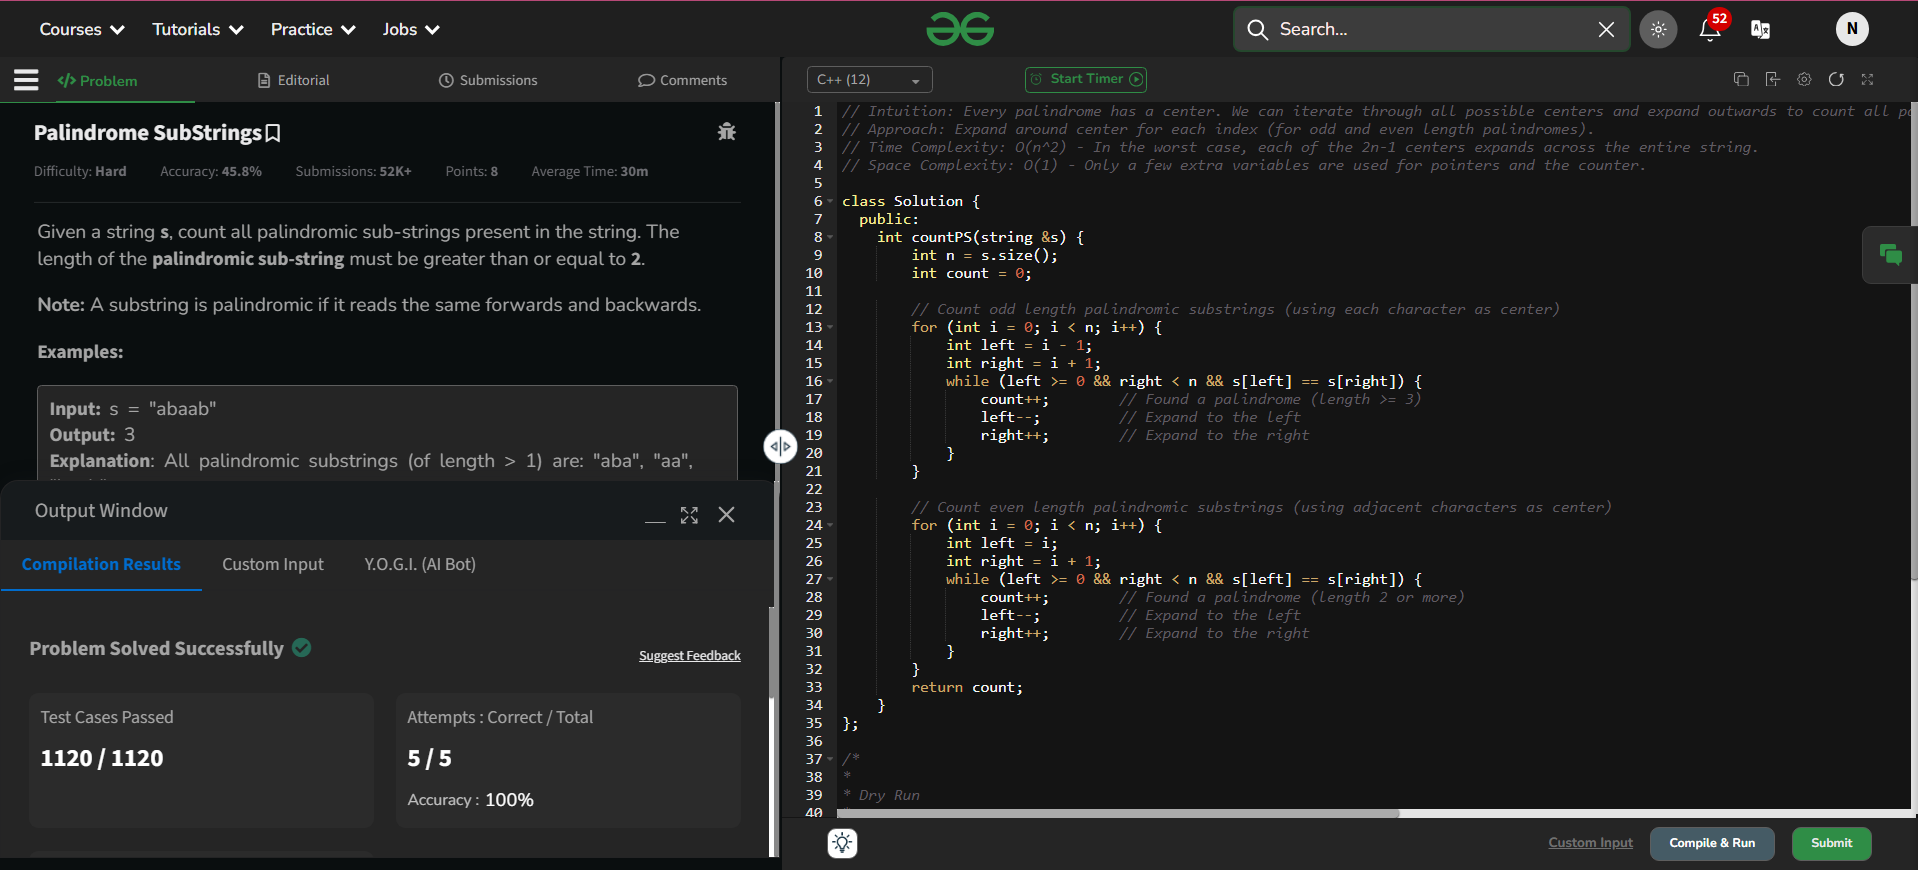 Courses Tutorials Practice Jobs Search... 52 N
Problem Editorial Submissions Comments
Palindrome SubStrings
Difficulty: Hard Accuracy: 45.8% Submissions: 52K+ Points: 8 Average Time: 30m
Given a string s, count all palindromic sub-strings present in the string. The
length of the palindromic sub-string must be greater than or equal to 2.
Note: A substring is palindromic if it reads the same forwards and backwards.
Examples:
Input: s = "abaab"
Output: 3
Explanation: All palindromic substrings (of length > 1) are: "aba", "aa",
Output Window
Compilation Results Custom Input Y.O.G.I. (AI Bot)
Problem Solved Successfully
Suggest Feedback
Test Cases Passed
1120 / 1120
Attempts : Correct / Total
5 / 5
Accuracy : 100%
C++ (12) Start Timer
1 // Intuition: Every palindrome has a center. We can iterate through all possible centers and expand outwards to count all
2 // Approach: Expand around center for each index (for odd and even length palindromes).
3 // Time Complexity: O(n^2) - In the worst case, each of the 2n-1 centers expands across the entire string.
4 // Space Complexity: O(1) - Only a few extra variables are used for pointers and the counter.
5
6 class Solution {
7 public:
8 int countPS(string &s) {
9 int n = s.size();
10 int count = 0;
11
12 // Count odd length palindromic substrings (using each character as center)
13 for (int i = 0; i < n; i++) {
14 int left = i - 1;
15 int right = i + 1;
16 while (left >= 0 && right < n && s[left] == s[right]) {
17 count++; // Found a palindrome (length >= 3)
18 left--; // Expand to the left
19 right++; // Expand to the right
20 }
21 }
22
23 // Count even length palindromic substrings (using adjacent characters as center)
24 for (int i = 0; i < n; i++) {
25 int left = i;
26 int right = i + 1;
27 while (left >= 0 && right < n && s[left] == s[right]) {
28 count++; // Found a palindrome (length 2 or more)
29 left--; // Expand to the left
30 right++; // Expand to the right
31 }
32 }
33 return count;
34 }
35 };
36
37 /*
38 *
39 * Dry Run
40
Custom Input Compile & Run Submit